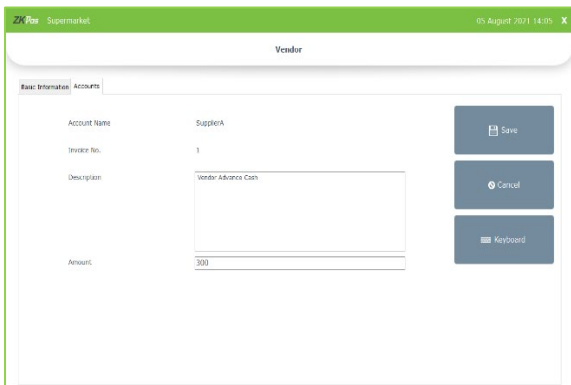 ZKPos Supermarket 05 August 2021 14:05 X
Vendor
Basic Information Accounts
Account Name SupplierA
Invoice No. 1
Description Vendor Advance Cash
Amount 300
Save
Cancel
Keyboard